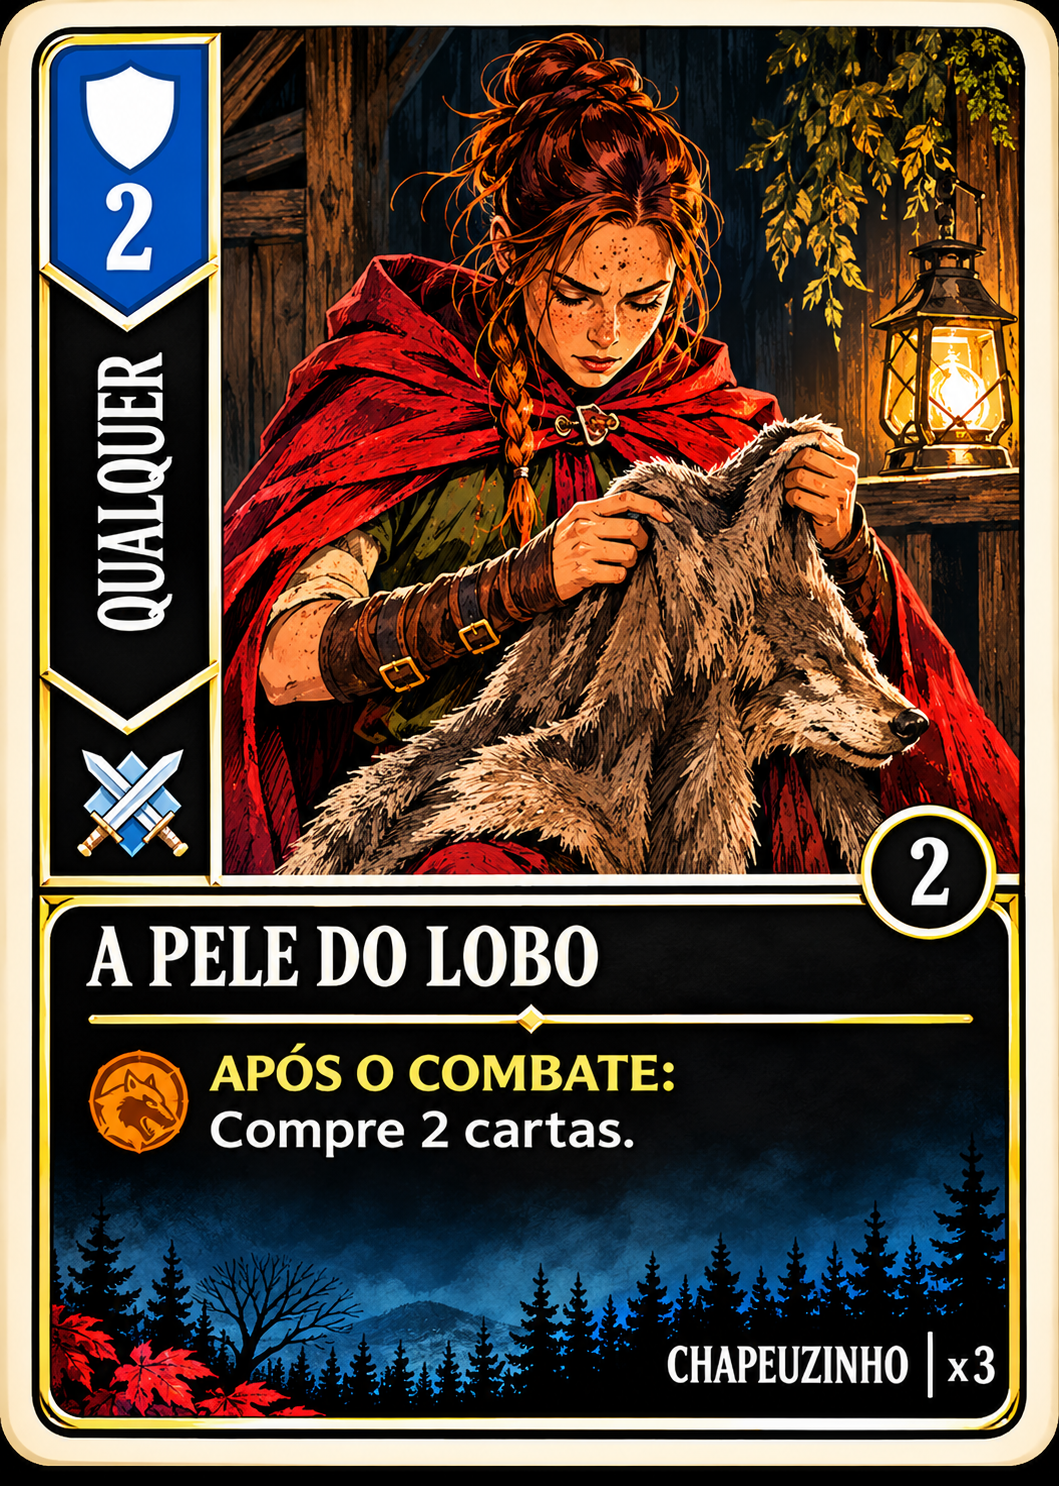 2
QUALQUER
2
A PELE DO LOBO
APÓS O COMBATE:
Compre 2 cartas.
CHAPEUZINHO | x3